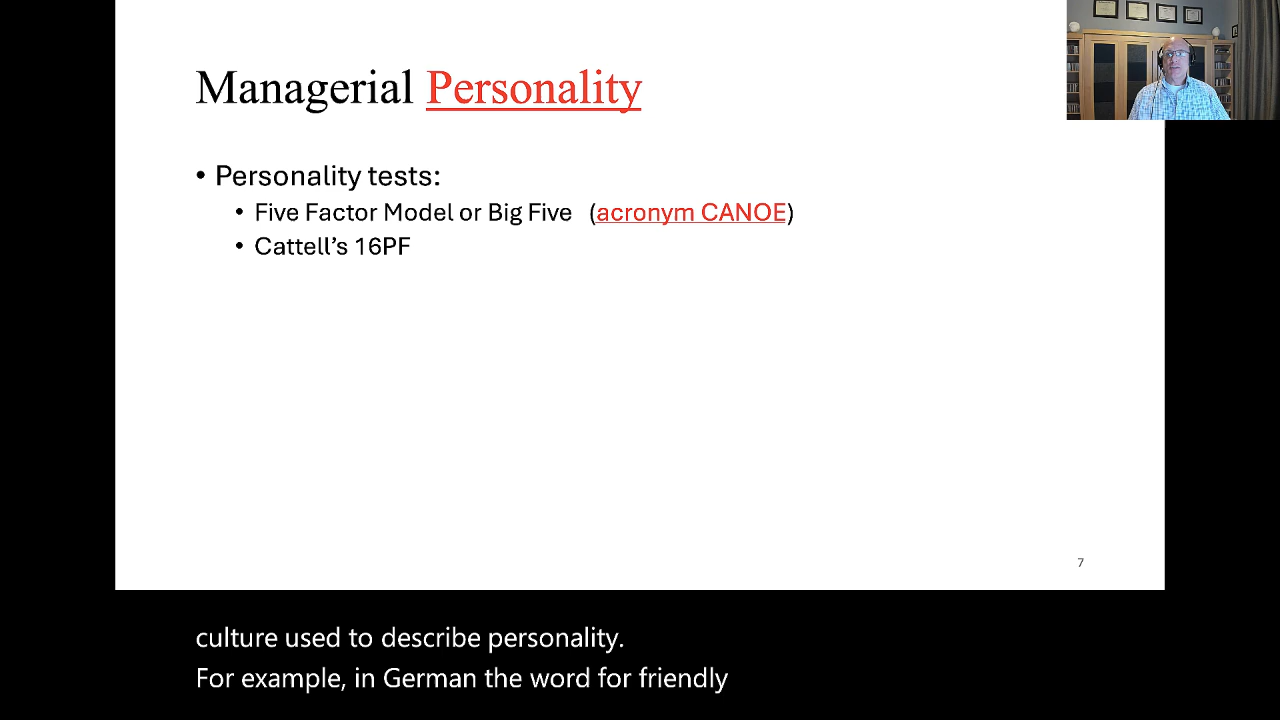 Managerial Personality
• Personality tests:
• Five Factor Model or Big Five (acronym CANOE)
• Cattell’s 16PF
7
culture used to describe personality.
For example, in German the word for friendly